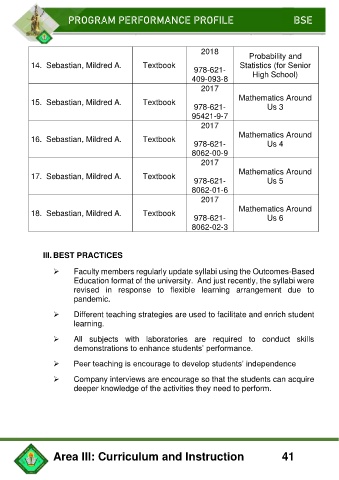 PROGRAM PERFORMANCE PROFILE BSE
14. Sebastian, Mildred A. Textbook 2018 978-621-409-093-8 Probability and Statistics (for Senior High School)
15. Sebastian, Mildred A. Textbook 2017 978-621-95421-9-7 Mathematics Around Us 3
16. Sebastian, Mildred A. Textbook 2017 978-621-8062-00-9 Mathematics Around Us 4
17. Sebastian, Mildred A. Textbook 2017 978-621-8062-01-6 Mathematics Around Us 5
18. Sebastian, Mildred A. Textbook 2017 978-621-8062-02-3 Mathematics Around Us 6
III. BEST PRACTICES
➢ Faculty members regularly update syllabi using the Outcomes-Based
Education format of the university. And just recently, the syllabi were
revised in response to flexible learning arrangement due to
pandemic.
➢ Different teaching strategies are used to facilitate and enrich student
learning.
➢ All subjects with laboratories are required to conduct skills
demonstrations to enhance students' performance.
➢ Peer teaching is encourage to develop students' independence
➢ Company interviews are encourage so that the students can acquire
deeper knowledge of the activities they need to perform.
Area III: Curriculum and Instruction 41